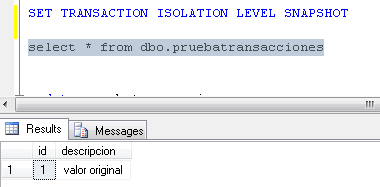 SET TRANSACTION ISOLATION LEVEL SNAPSHOT
select * from dbo.pruebatransacciones
Results Messages
id descripcion
1 1 valor original